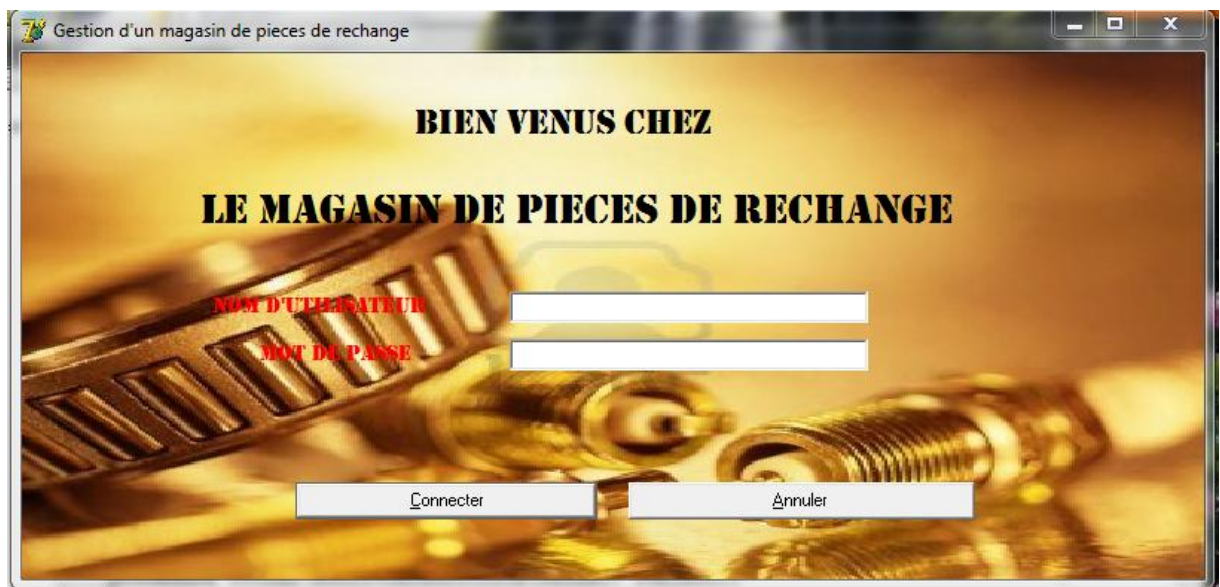 Gestion d'un magasin de pieces de rechange
BIEN VENUS CHEZ
LE MAGASIN DE PIECES DE RECHANGE
NOM D'UTILISATEUR
MOT DE PASSE
Connecter
Annuler